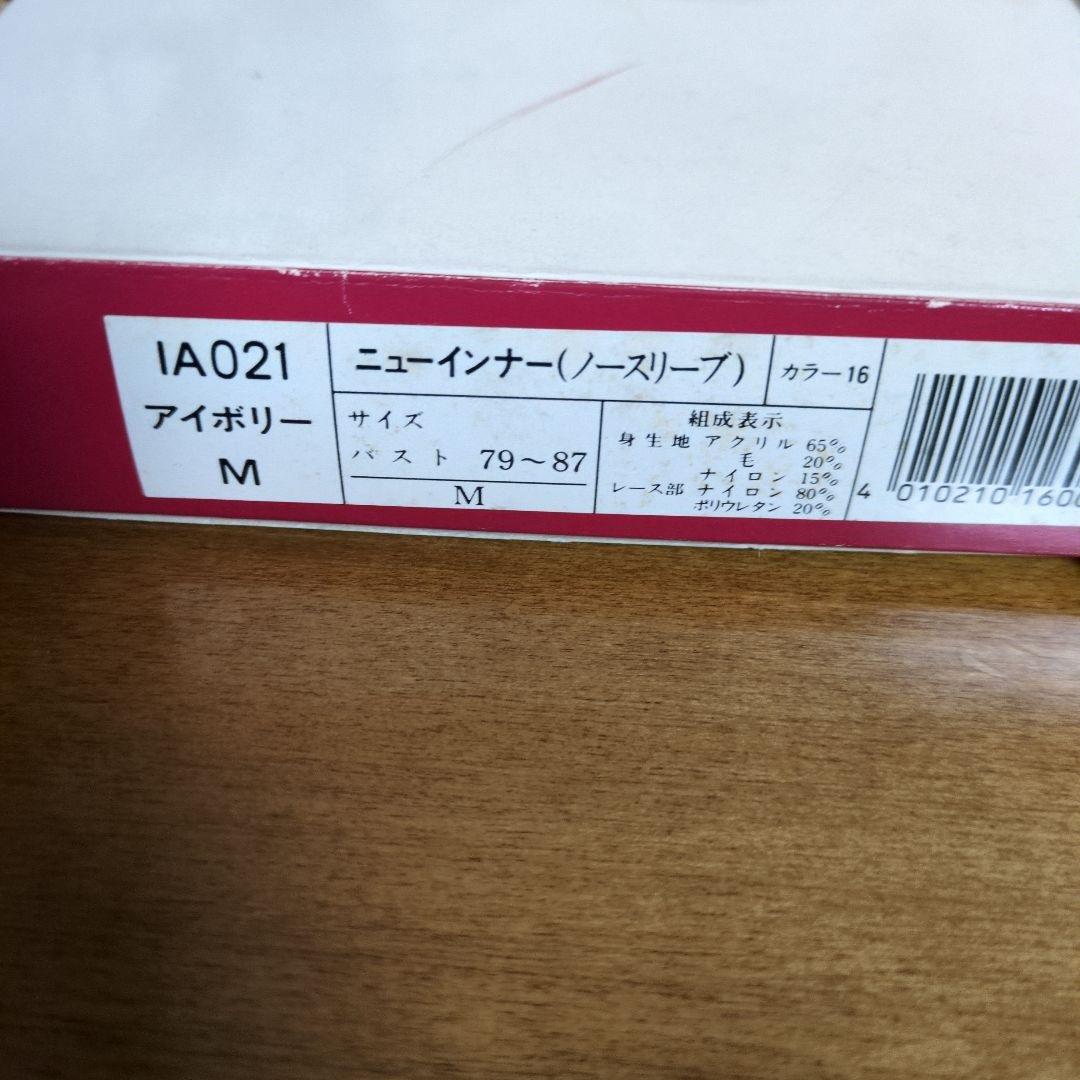 IA021
アイボリー
M
ニューインナー(ノースリーブ)
カラー16
サイズ
バスト 79～87
M
組成表示
身生地 アクリル 65%
毛 20%
ナイロン 15%
レース部 ナイロン 80%
ポリウレタン 20%
4 010210 1600